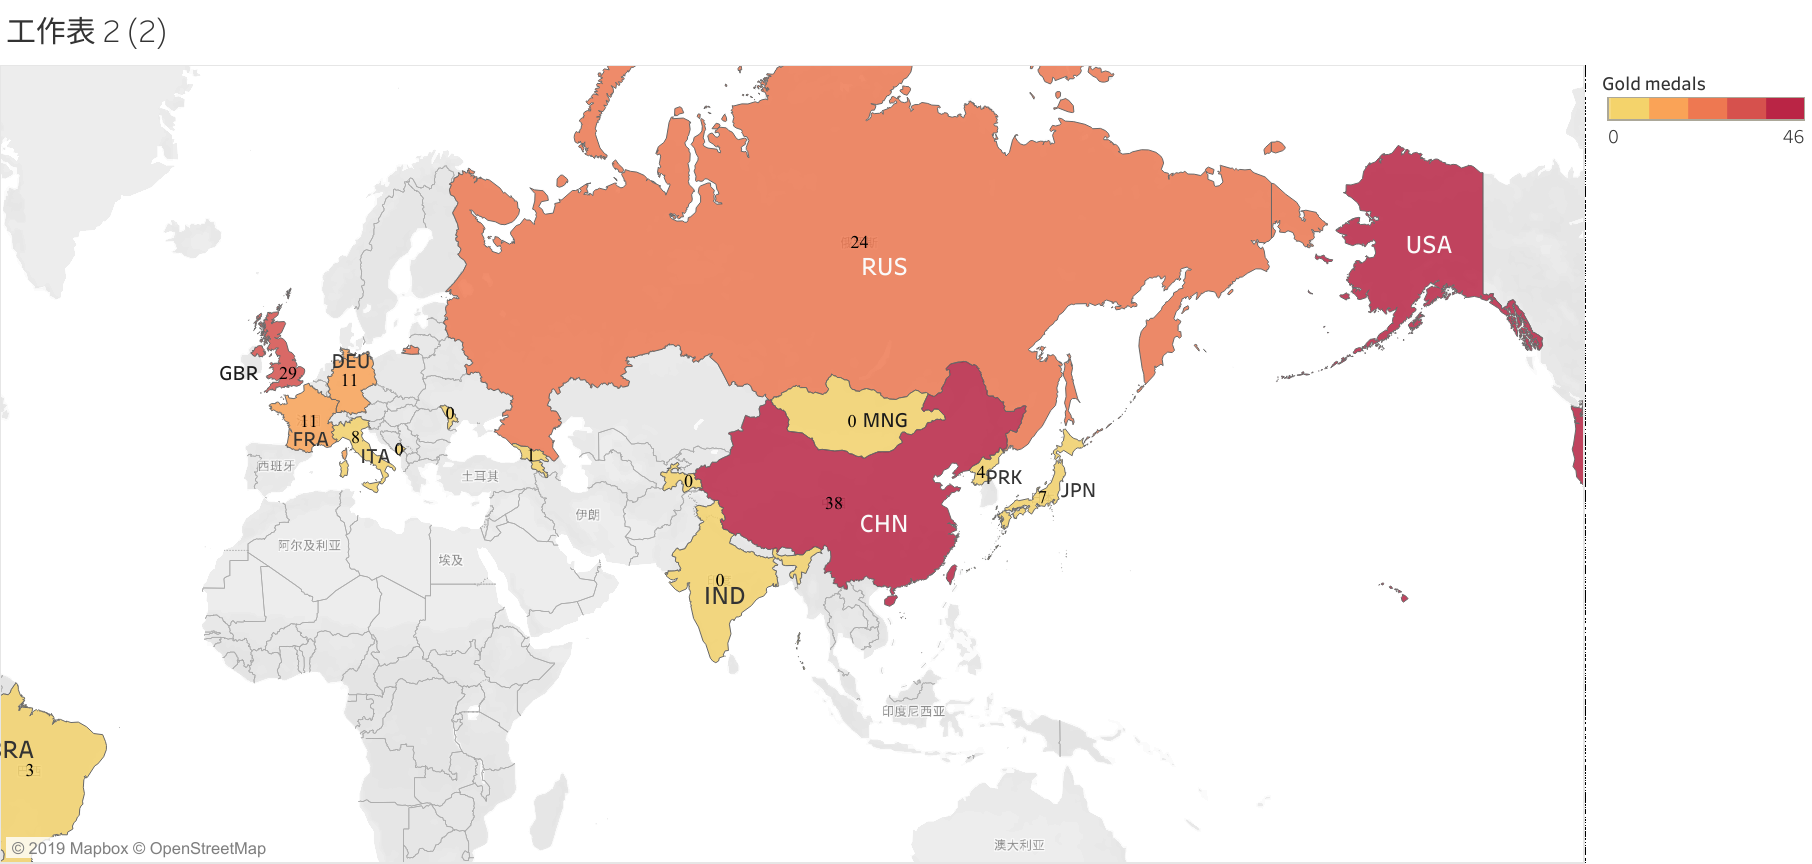 工作表 2 (2)
Gold medals
0 46
24
RUS
USA
GBR
29
DEU
11
11
FRA
8
ITA
0
0
1
0
0 MNG
38
CHN
4
PRK
7
JPN
0
IND
西班牙
土耳其
伊朗
阿尔及利亚
埃及
印度尼西亚
澳大利亚
BRA
3
© 2019 Mapbox © OpenStreetMap